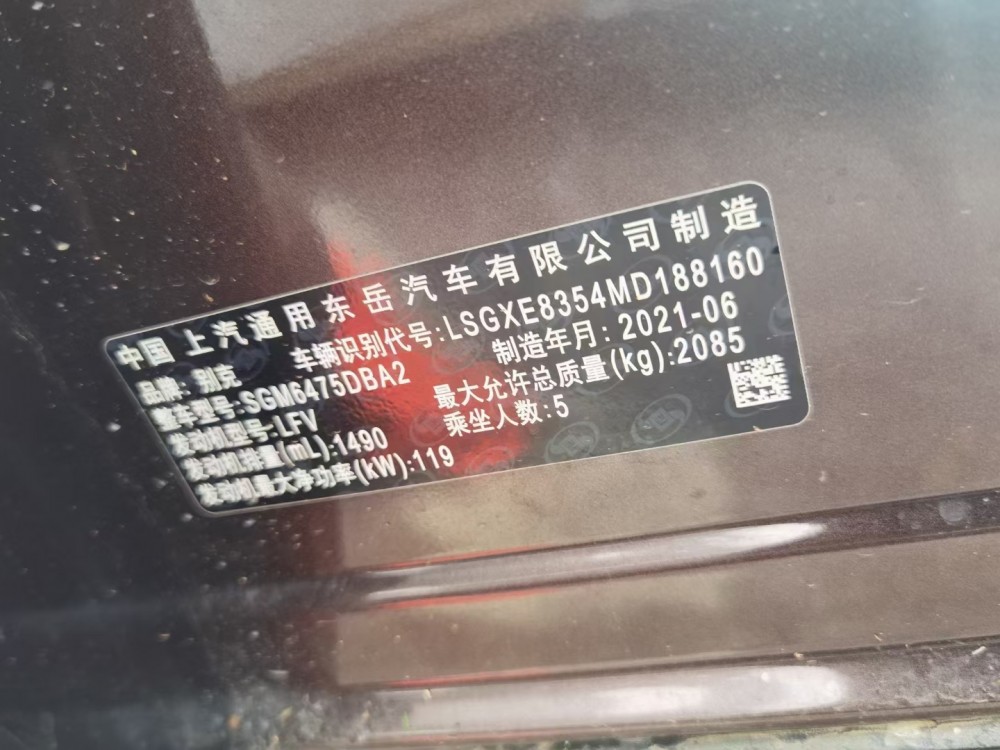 中国 上汽通用东岳汽车有限公司制造
品牌: 别克 车辆识别代号:LSGXE8354MD188160
整车型号:SGM6475DBA2 制造年月: 2021-06
发动机型号:LFV 最大允许总质量(kg):2085
发动机排量(mL):1490 乘坐人数:5
发动机最大净功率(kW):119